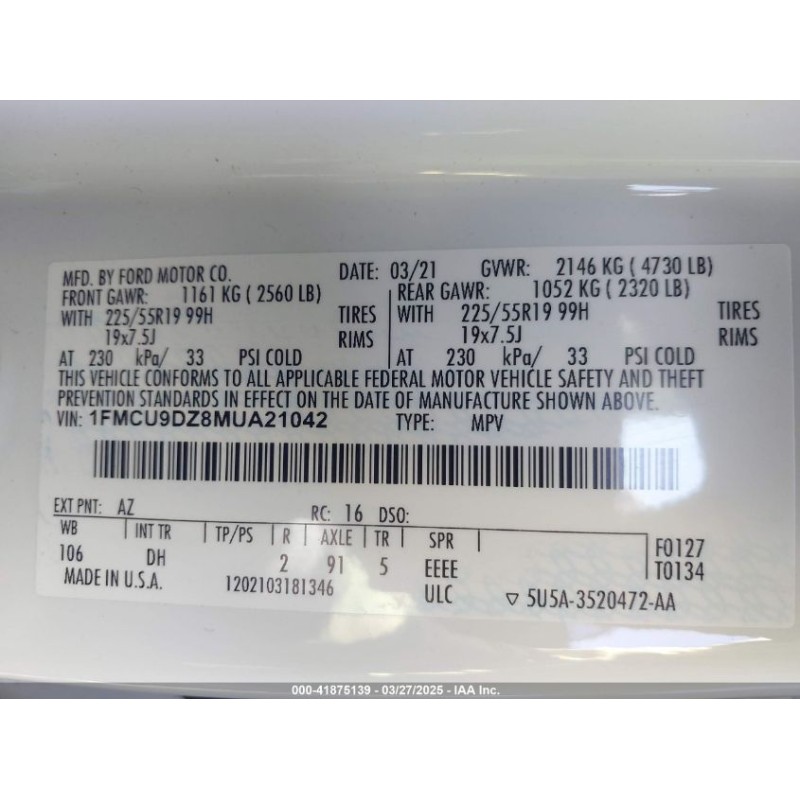 MFD. BY FORD MOTOR CO. DATE: 03/21 GVWR: 2146 KG ( 4730 LB)
FRONT GAWR: 1161 KG ( 2560 LB) REAR GAWR: 1052 KG ( 2320 LB)
WITH 225/55R19 99H TIRES WITH 225/55R19 99H TIRES
19x7.5J RIMS 19x7.5J RIMS
AT 230 kPa/ 33 PSI COLD AT 230 kPa/ 33 PSI COLD
THIS VEHICLE CONFORMS TO ALL APPLICABLE FEDERAL MOTOR VEHICLE SAFETY AND THEFT
PREVENTION STANDARDS IN EFFECT ON THE DATE OF MANUFACTURE SHOWN ABOVE.
VIN: 1FMCU9DZ8MUA21042 TYPE: MPV
EXT PNT: AZ RC: 16 DSO:
WB INT TR TP/PS R AXLE TR SPR F0127
106 DH 2 91 5 EEEE T0134
MADE IN U.S.A. 1202103181346 ULC ▽ 5U5A-3520472-AA
000-41875139 - 03/27/2025 - IAA Inc.